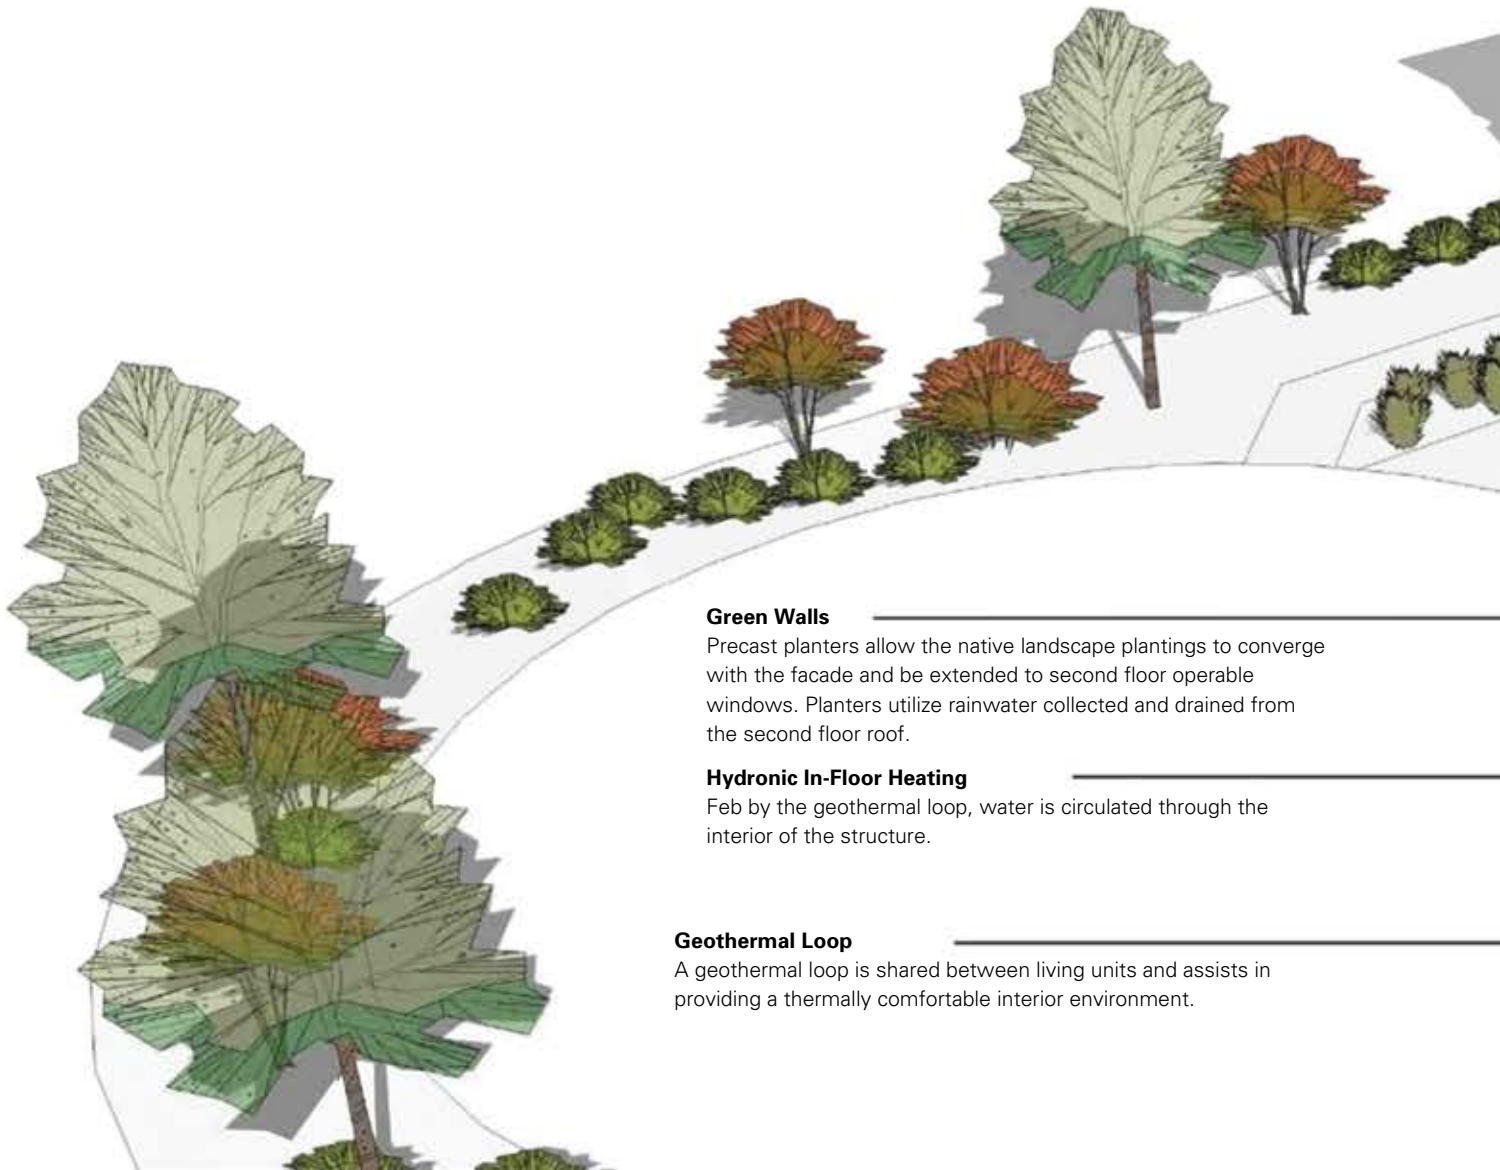 Green Walls
Precast planters allow the native landscape plantings to converge
with the facade and be extended to second floor operable
windows. Planters utilize rainwater collected and drained from
the second floor roof.
Hydronic In-Floor Heating
Feb by the geothermal loop, water is circulated through the
interior of the structure.
Geothermal Loop
A geothermal loop is shared between living units and assists in
providing a thermally comfortable interior environment.